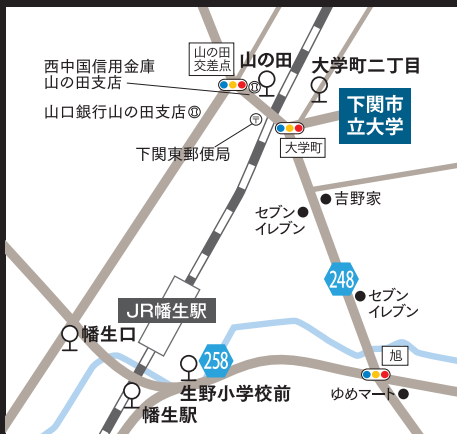 山の田
交差点
山の田
大学町二丁目
西中国信用金庫
山の田支店
山口銀行山の田支店
下関市
立大学
下関東郵便局
大学町
吉野家
セブン
イレブン
248
セブン
イレブン
JR幡生駅
幡生口
258
旭
生野小学校前
ゆめマート
幡生駅